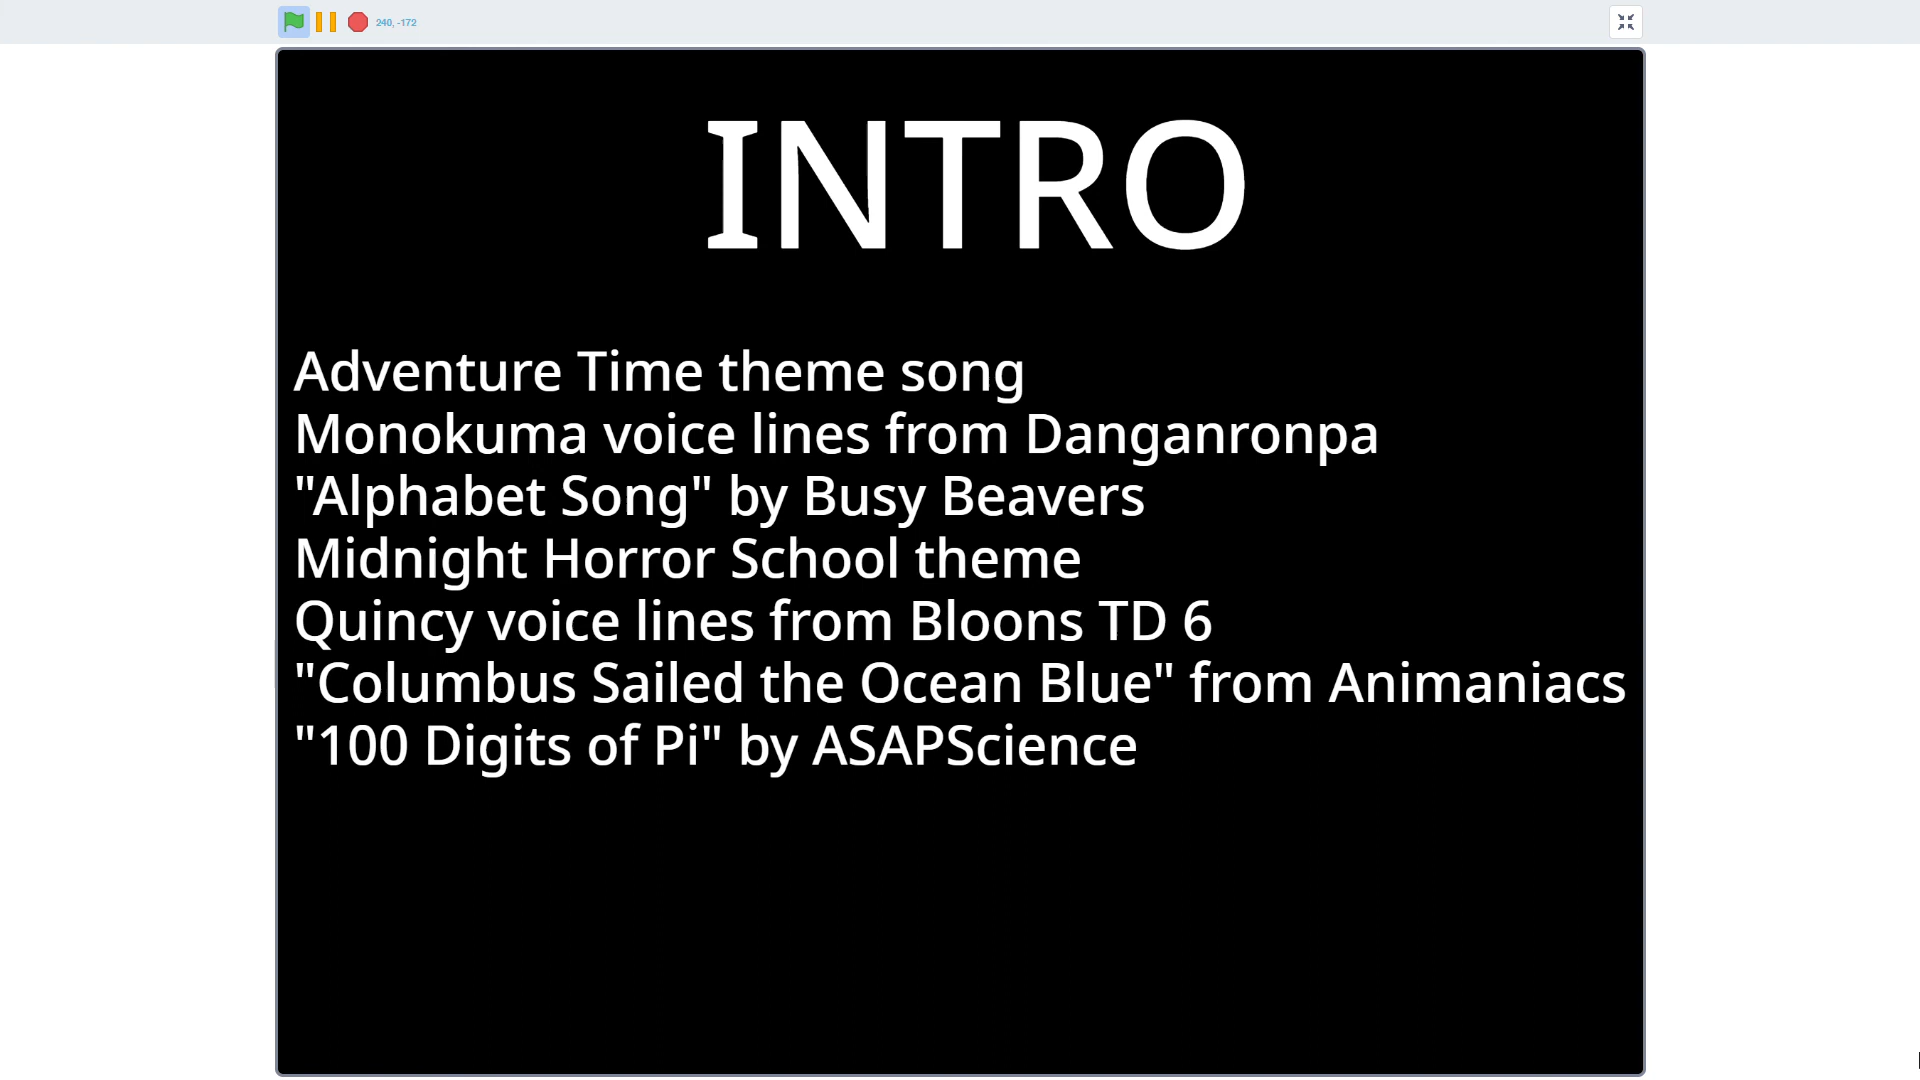 240, -172
INTRO
Adventure Time theme song
Monokuma voice lines from Danganronpa
"Alphabet Song" by Busy Beavers
Midnight Horror School theme
Quincy voice lines from Bloons TD 6
"Columbus Sailed the Ocean Blue" from Animaniacs
"100 Digits of Pi" by ASAPScience